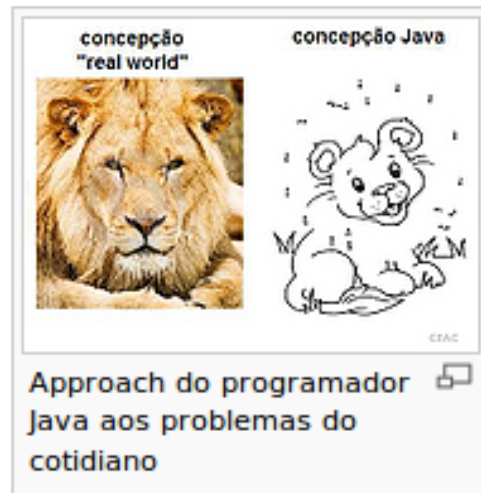 concepção
"real world"
concepção Java
Approach do programador
Java aos problemas do
cotidiano